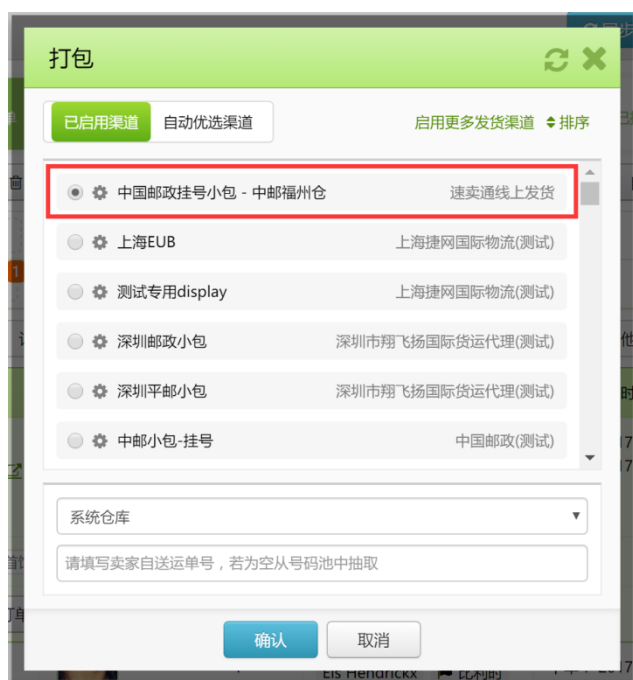 同步
打包
已启用渠道 自动优选渠道 启用更多发货渠道 排序
中国邮政挂号小包 - 中邮福州仓 速卖通线上发货
上海EUB 上海捷网国际物流(测试)
1
测试专用display 上海捷网国际物流(测试)
深圳邮政小包 深圳市翔飞扬国际货运代理(测试)
深圳平邮小包 深圳市翔飞扬国际货运代理(测试)
中邮小包-挂号 中国邮政(测试)
系统仓库
请填写卖家自送运单号，若为空从号码池中抽取
确认 取消
Els Hendrickx 比利时